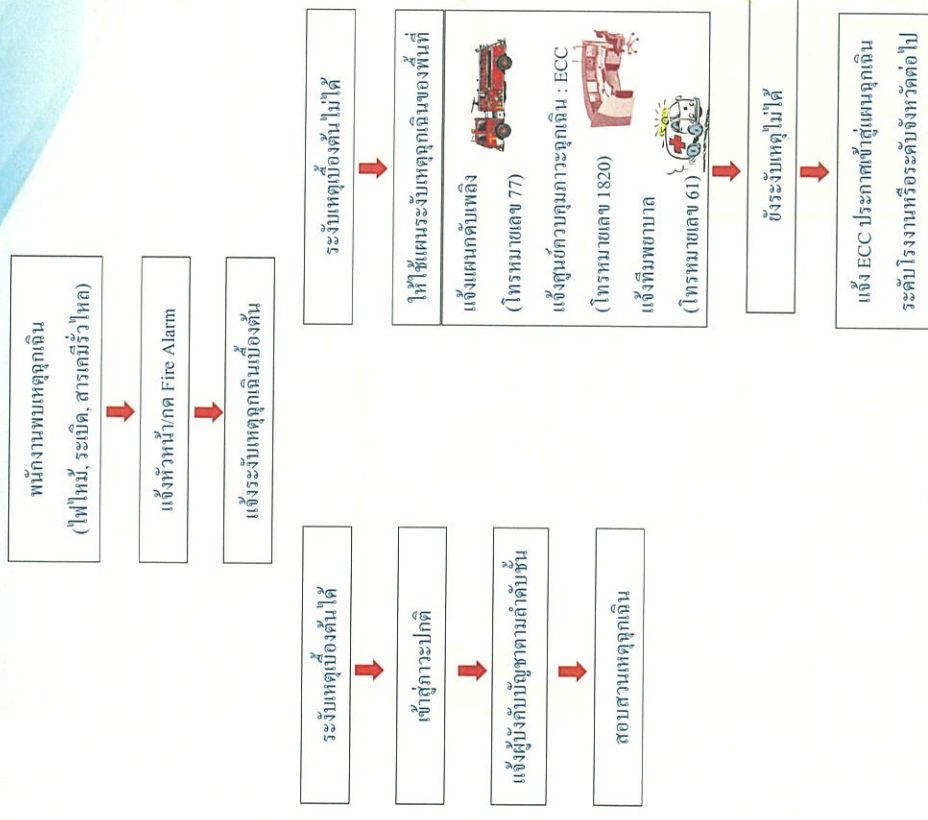 พนักงานพบเหตุฉุกเฉิน
(ไฟไหม้, ระเบิด, สารเคมีรั่วไหล)
แจ้งหัวหน้า/กด Fire Alarm
แจ้งระงับเหตุฉุกเฉินเบื้องต้น
ระงับเหตุเบื้องต้นได้
เข้าสู่ภาวะปกติ
แจ้งผู้บังคับบัญชาตามลำดับชั้น
สอบสวนเหตุฉุกเฉิน
ระงับเหตุเบื้องต้นไม่ได้
ให้ใช้แผนระงับเหตุฉุกเฉินของพื้นที่
แจ้งแผนกดับเพลิง
(โทรหมายเลข 77)
แจ้งศูนย์ควบคุมภาวะฉุกเฉิน : ECC
(โทรหมายเลข 1820)
แจ้งทีมพยาบาล
(โทรหมายเลข 61)
ยังระงับเหตุไม่ได้
แจ้ง ECC ประกาศเข้าสู่แผนฉุกเฉิน
ระดับโรงงานหรือระดับจังหวัดต่อไป